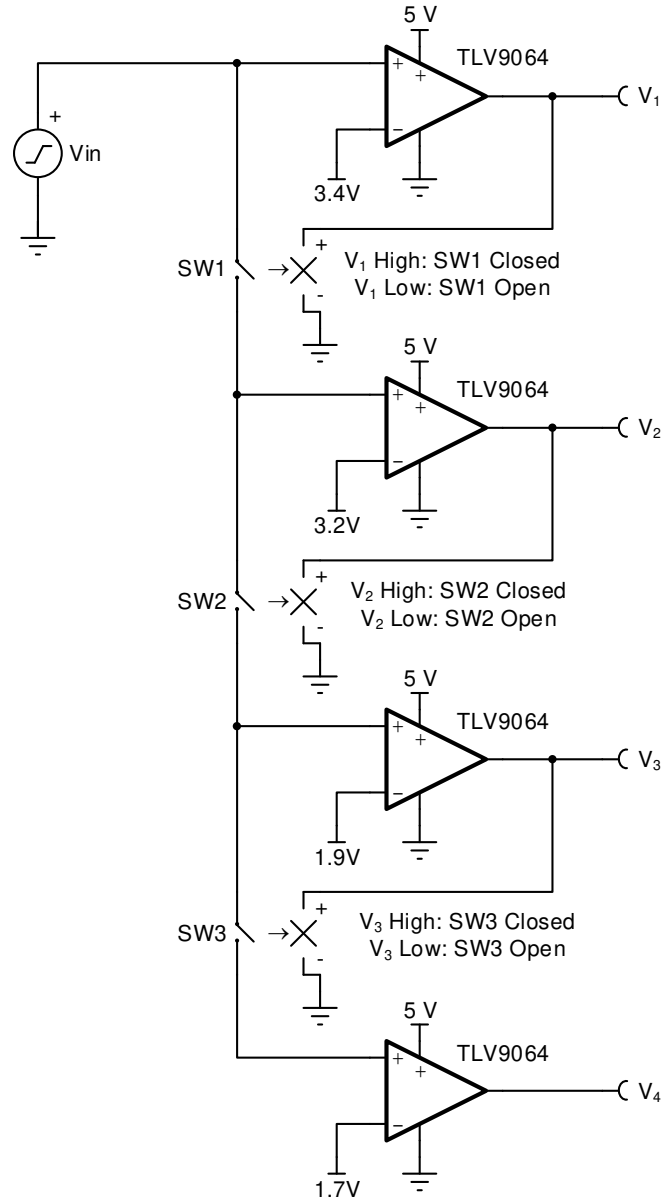 5 V
TLV9064
+
+
+
−
V1
Vin
3.4V
SW1
→
+
-
V1 High: SW1 Closed
V1 Low: SW1 Open
5 V
TLV9064
+
+
−
V2
3.2V
SW2
→
+
-
V2 High: SW2 Closed
V2 Low: SW2 Open
5 V
TLV9064
+
+
−
V3
1.9V
SW3
→
+
-
V3 High: SW3 Closed
V3 Low: SW3 Open
5 V
TLV9064
+
+
−
V4
1.7V